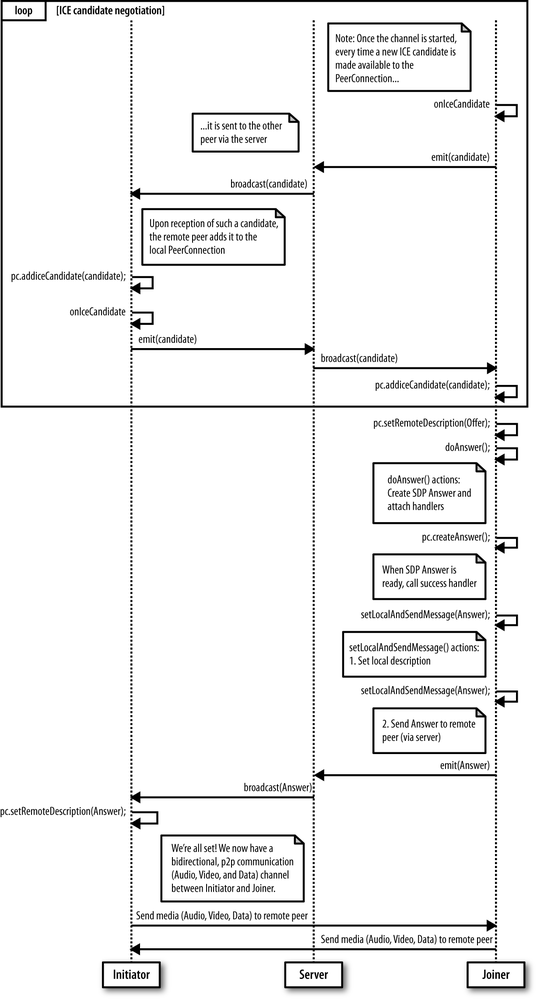 loop
[ICE candidate negotiation]
Note: Once the channel is started,
every time a new ICE candidate is
made available to the
PeerConnection...
onIceCandidate
...it is sent to the other
peer via the server
emit(candidate)
broadcast(candidate)
Upon reception of such a candidate,
the remote peer adds it to the
local PeerConnection
pc.addiceCandidate(candidate);
onIceCandidate
emit(candidate)
broadcast(candidate)
pc.addiceCandidate(candidate);
pc.setRemoteDescription(Offer);
doAnswer();
doAnswer() actions:
Create SDP Answer and
attach handlers
pc.createAnswer();
When SDP Answer is
ready, call success handler
setLocalAndSendMessage(Answer);
setLocalAndSendMessage() actions:
1. Set local description
setLocalAndSendMessage(Answer);
2. Send Answer to remote
peer (via server)
emit(Answer)
broadcast(Answer)
pc.setRemoteDescription(Answer);
We're all set! We now have a
bidirectional, p2p communication
(Audio, Video, and Data) channel
between Initiator and Joiner.
Send media (Audio, Video, Data) to remote peer
Send media (Audio, Video, Data) to remote peer
Initiator
Server
Joiner